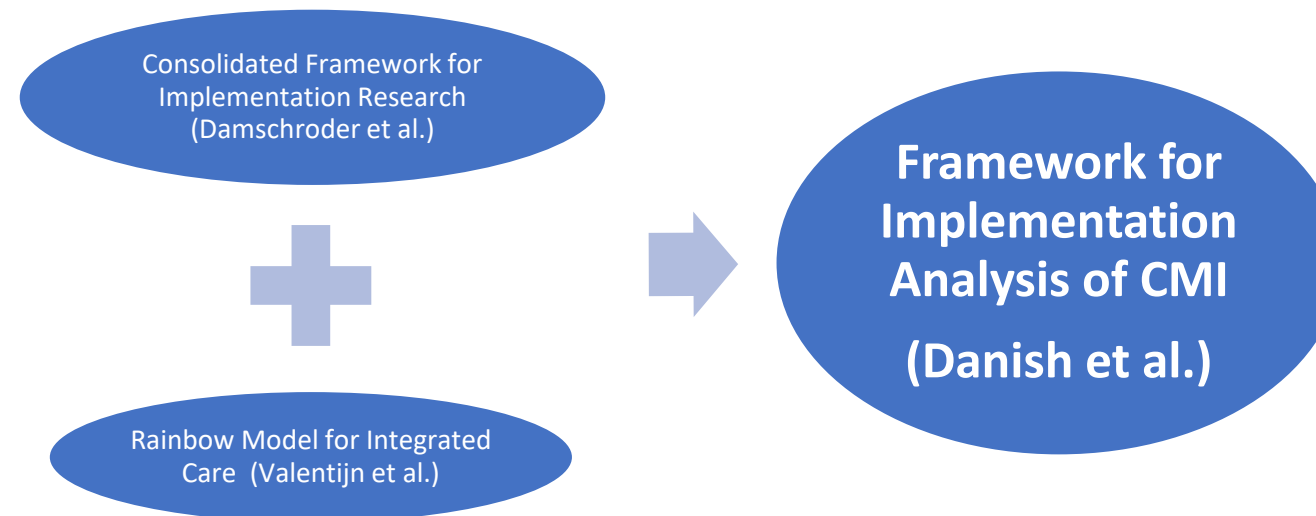 Consolidated Framework for
Implementation Research
(Damschroder et al.)
Framework for
Implementation
Analysis of CMI
(Danish et al.)
Rainbow Model for Integrated
Care  (Valentijn et al.)